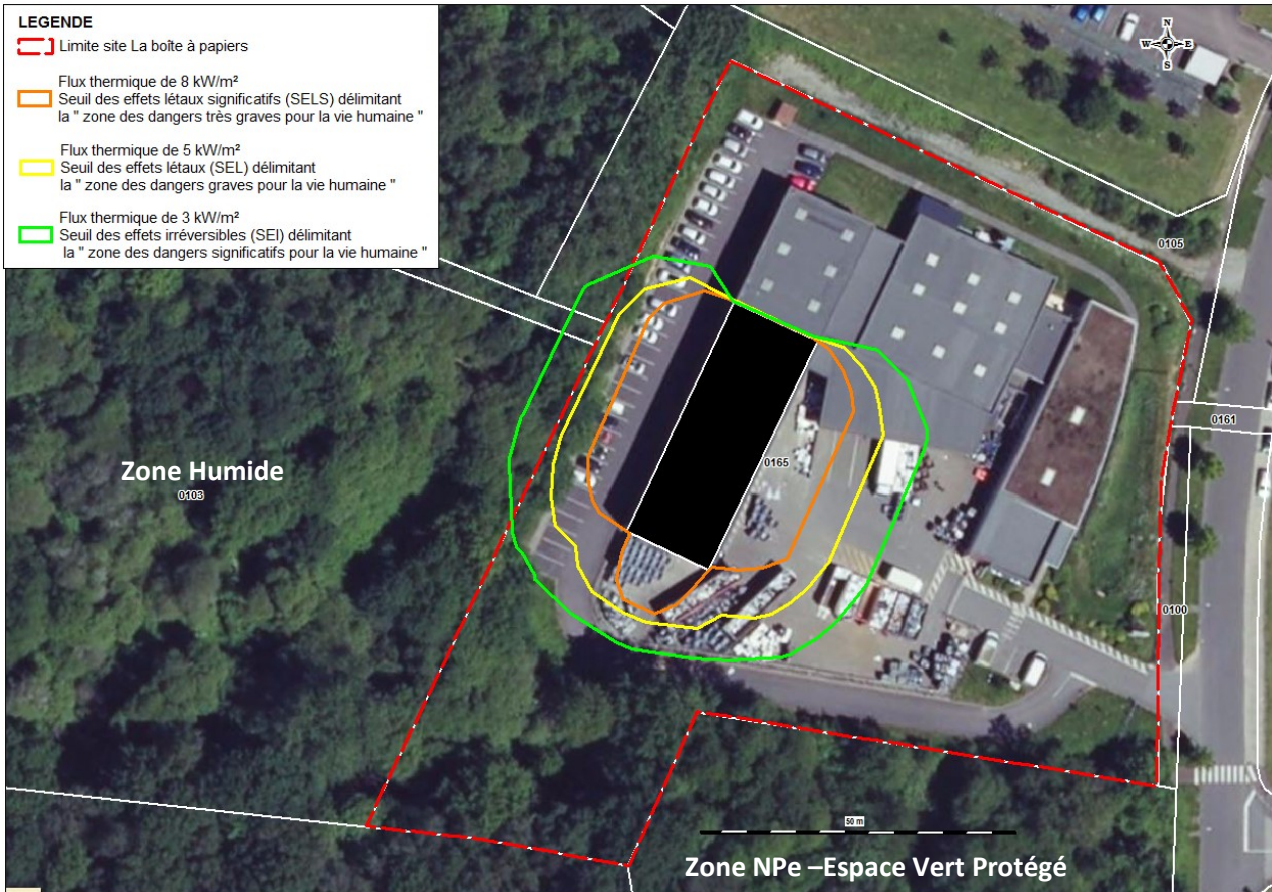 LEGENDE
Limite site La boîte à papiers
Flux thermique de 8 kW/m²
Seuil des effets létaux significatifs (SELS) délimitant
la " zone des dangers très graves pour la vie humaine "
Flux thermique de 5 kW/m²
Seuil des effets létaux (SEL) délimitant
la " zone des dangers graves pour la vie humaine "
Flux thermique de 3 kW/m²
Seuil des effets irréversibles (SEI) délimitant
la " zone des dangers significatifs pour la vie humaine "
N
W E
S
0105
0161
0165
Zone Humide
0103
0100
50 m
Zone NPe –Espace Vert Protégé